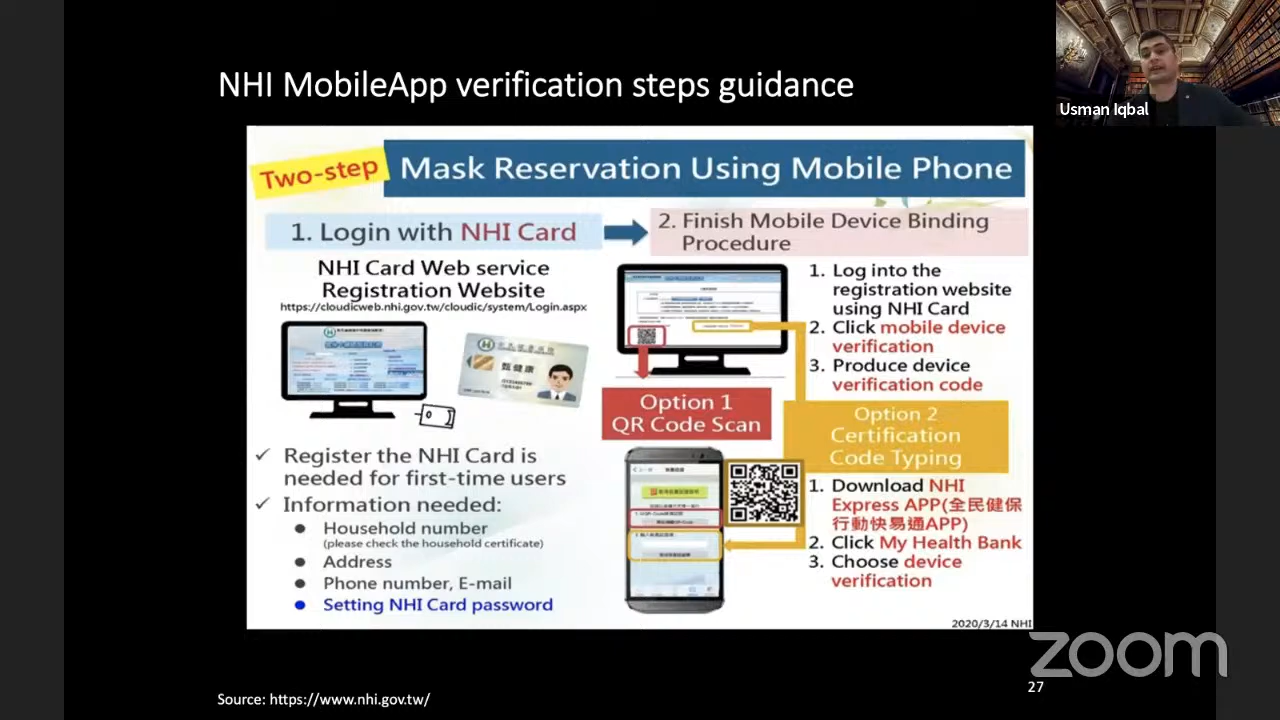 NHI MobileApp verification steps guidance
Usman Iqbal
Two-step
Mask Reservation Using Mobile Phone
1. Login with NHI Card
2. Finish Mobile Device Binding
Procedure
NHI Card Web service
Registration Website
https://cloudicweb.nhi.gov.tw/cloudic/system/Login.aspx
甄健康
✓ Register the NHI Card is
needed for first-time users
✓ Information needed:
● Household number
(please check the household certificate)
● Address
● Phone number, E-mail
● Setting NHI Card password
1. Log into the
registration website
using NHI Card
2. Click mobile device
verification
3. Produce device
verification code
Option 1
QR Code Scan
Option 2
Certification
Code Typing
1. Download NHI
Express APP(全民健保
行動快易通APP)
2. Click My Health Bank
3. Choose device
verification
2020/3/14 NHI
zoom
27
Source: https://www.nhi.gov.tw/